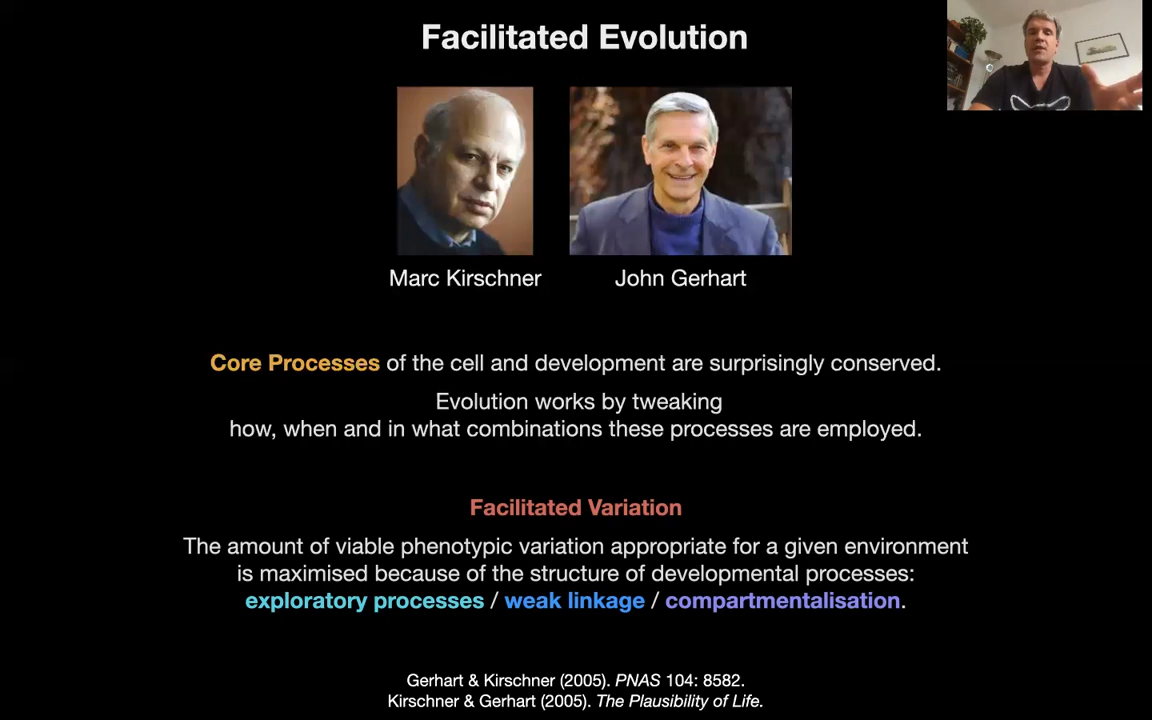 Facilitated Evolution
Marc Kirschner
John Gerhart
Core Processes of the cell and development are surprisingly conserved.
Evolution works by tweaking
how, when and in what combinations these processes are employed.
Facilitated Variation
The amount of viable phenotypic variation appropriate for a given environment
is maximised because of the structure of developmental processes:
exploratory processes / weak linkage / compartmentalisation.
Gerhart & Kirschner (2005). PNAS 104: 8582.
Kirschner & Gerhart (2005). The Plausibility of Life.